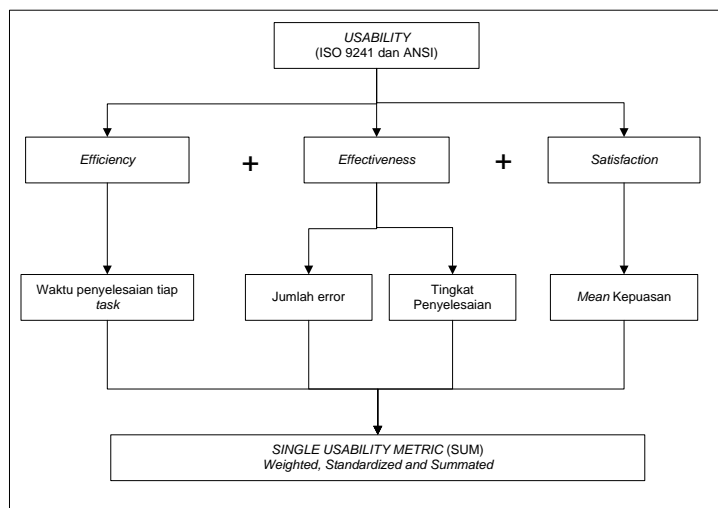 USABILITY
(ISO 9241 dan ANSI)
Efficiency
+
Effectiveness
+
Satisfaction
Waktu penyelesaian tiap
task
Jumlah error
Tingkat
Penyelesaian
Mean Kepuasan
SINGLE USABILITY METRIC (SUM)
Weighted, Standardized and Summated